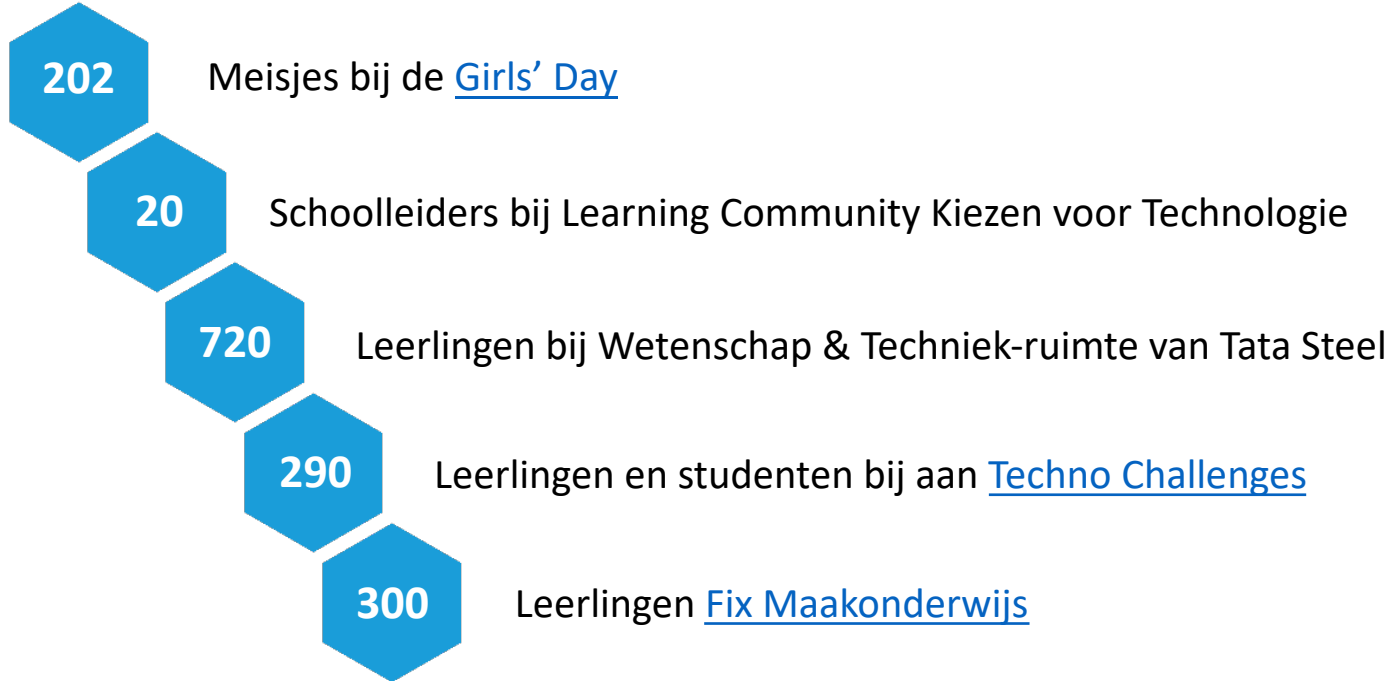 202 Meisjes bij de Girls’ Day
20 Schoolleiders bij Learning Community Kiezen voor Technologie
720 Leerlingen bij Wetenschap & Techniek-ruimte van Tata Steel
290 Leerlingen en studenten bij aan Techno Challenges
300 Leerlingen Fix Maakonderwijs